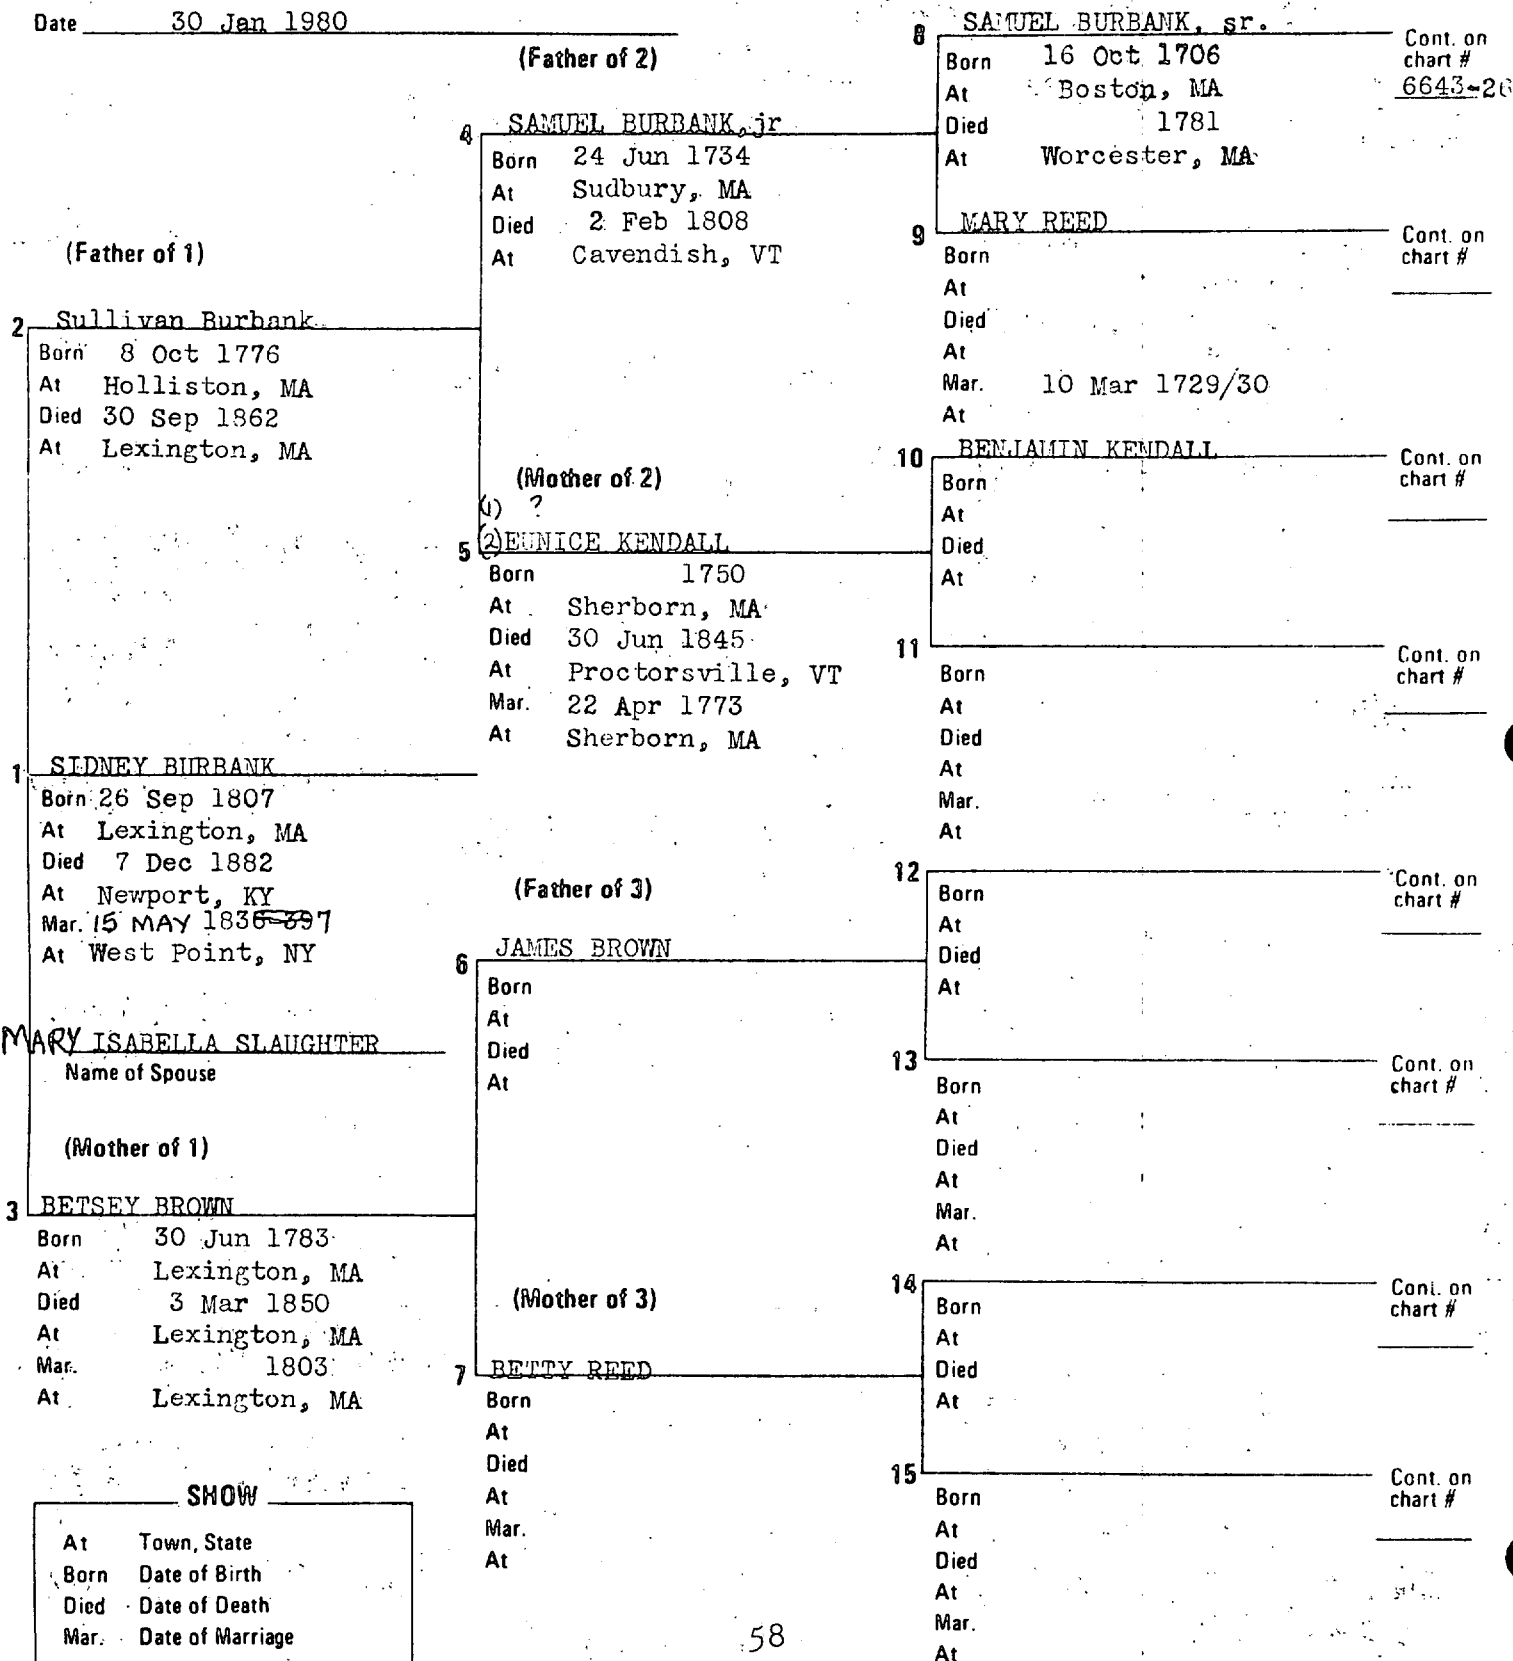 Date 30 Jan 1980
(Father of 1)
2 Sullivan Burbank
Born 8 Oct 1776
At Holliston, MA
Died 30 Sep 1862
At Lexington, MA
1 SIDNEY BURBANK
Born 26 Sep 1807
At Lexington, MA
Died 7 Dec 1882
At Newport, KY
Mar. 15 MAY 183
At West Point, NY
MARY ISABELLA SLAUGHTER
Name of Spouse
(Mother of 1)
3 BETSEY BROWN
Born 30 Jun 1783
At Lexington, MA
Died 3 Mar 1850
At Lexington, MA
Mar. 1803
At Lexington, MA
SHOW
At Town, State
Born Date of Birth
Died Date of Death
Mar. Date of Marriage
(Father of 2)
4 SAMUEL BURBANK, jr
Born 24 Jun 1734
At Sudbury, MA
Died 2 Feb 1808
At Cavendish, VT
(Mother of 2)
(1) ?
5 (2) EUNICE KENDALL
Born 1750
At Sherborn, MA
Died 30 Jun 1845
At Proctorsville, VT
Mar. 22 Apr 1773
At Sherborn, MA
(Father of 3)
6 JAMES BROWN
Born
At
Died
At
(Mother of 3)
7 BETTY REED
Born
At
Died
At
Mar.
At
58
8 SAMUEL BURBANK, sr.
Cont. on
chart #
6643-26
Born 16 Oct 1706
At Boston, MA
Died 1781
At Worcester, MA
9 MARY REED
Cont. on
chart #
Born
At
Died
At
Mar. 10 Mar 1729/30
At
10 BENJAMIN KENDALL
Cont. on
chart #
Born
At
Died
At
11
Cont. on
chart #
Born
At
Died
At
Mar.
At
12
Cont. on
chart #
Born
At
Died
At
13
Cont. on
chart #
Born
At
Died
At
Mar.
At
14
Cont. on
chart #
Born
At
Died
At
15
Cont. on
chart #
Born
At
Died
At
Mar.
At